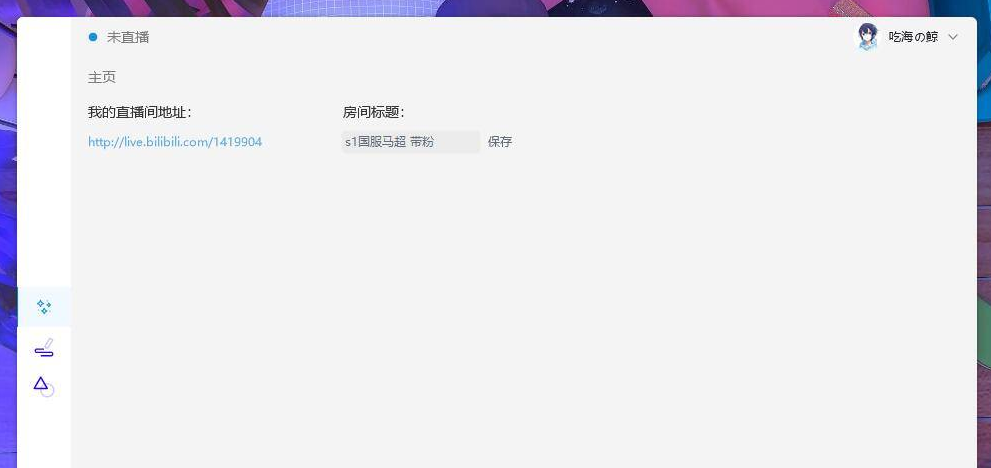 未直播
吃海の鲸
主页
我的直播间地址： 房间标题：
http://live.bilibili.com/1419904 s1国服马超 带粉 保存